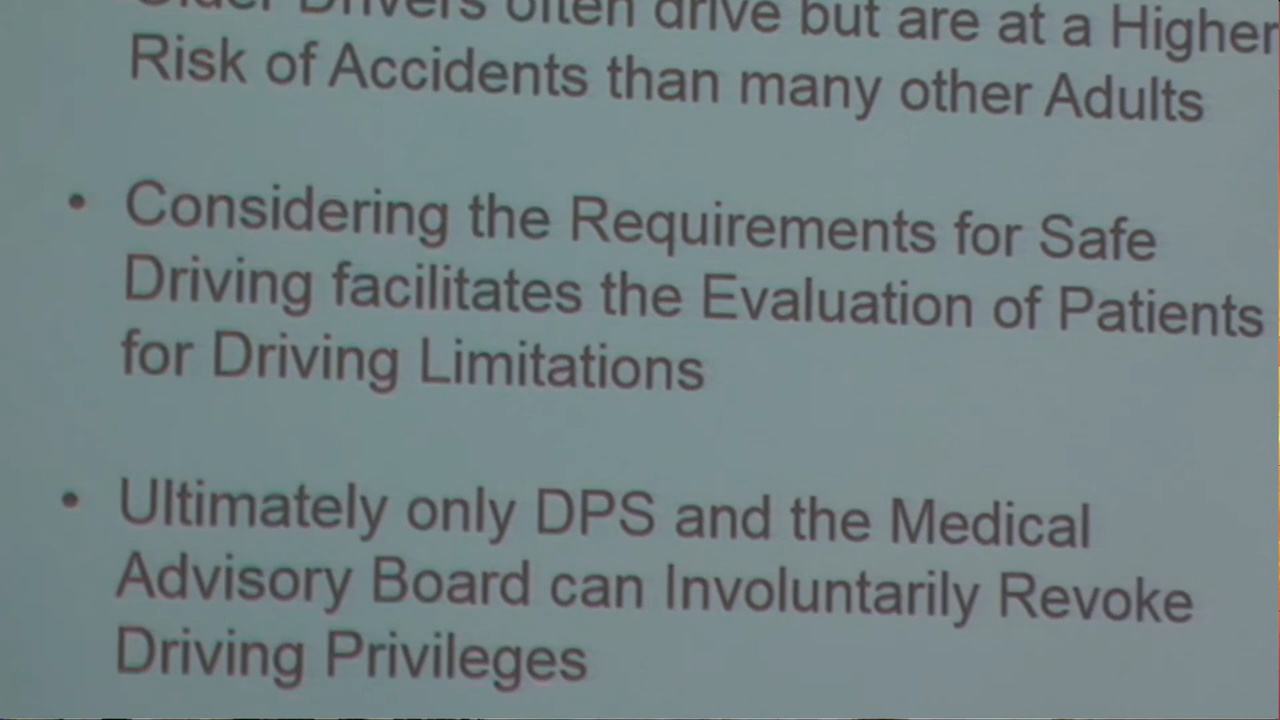 Older Drivers often drive but are at a Higher
Risk of Accidents than many other Adults
• Considering the Requirements for Safe
Driving facilitates the Evaluation of Patients
for Driving Limitations
• Ultimately only DPS and the Medical
Advisory Board can Involuntarily Revoke
Driving Privileges